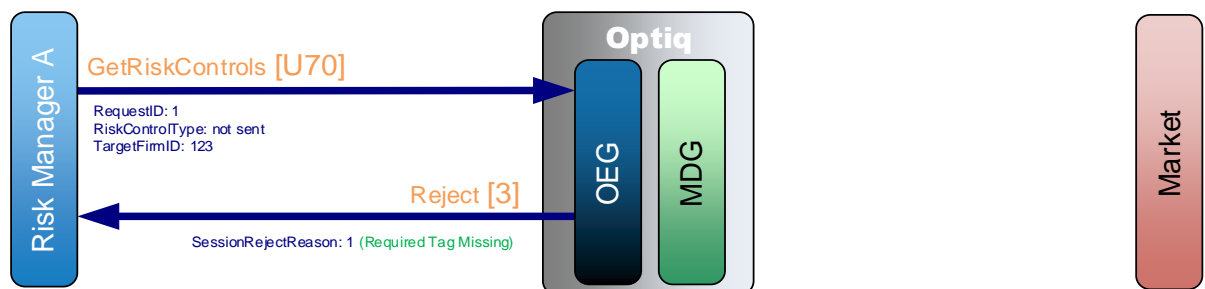 Risk Manager A
GetRiskControls [U70]
RequestID: 1
RiskControlType: not sent
TargetFirmID: 123
Reject [3]
SessionRejectReason: 1 (Required Tag Missing)
Optiq
OEG
MDG
Market